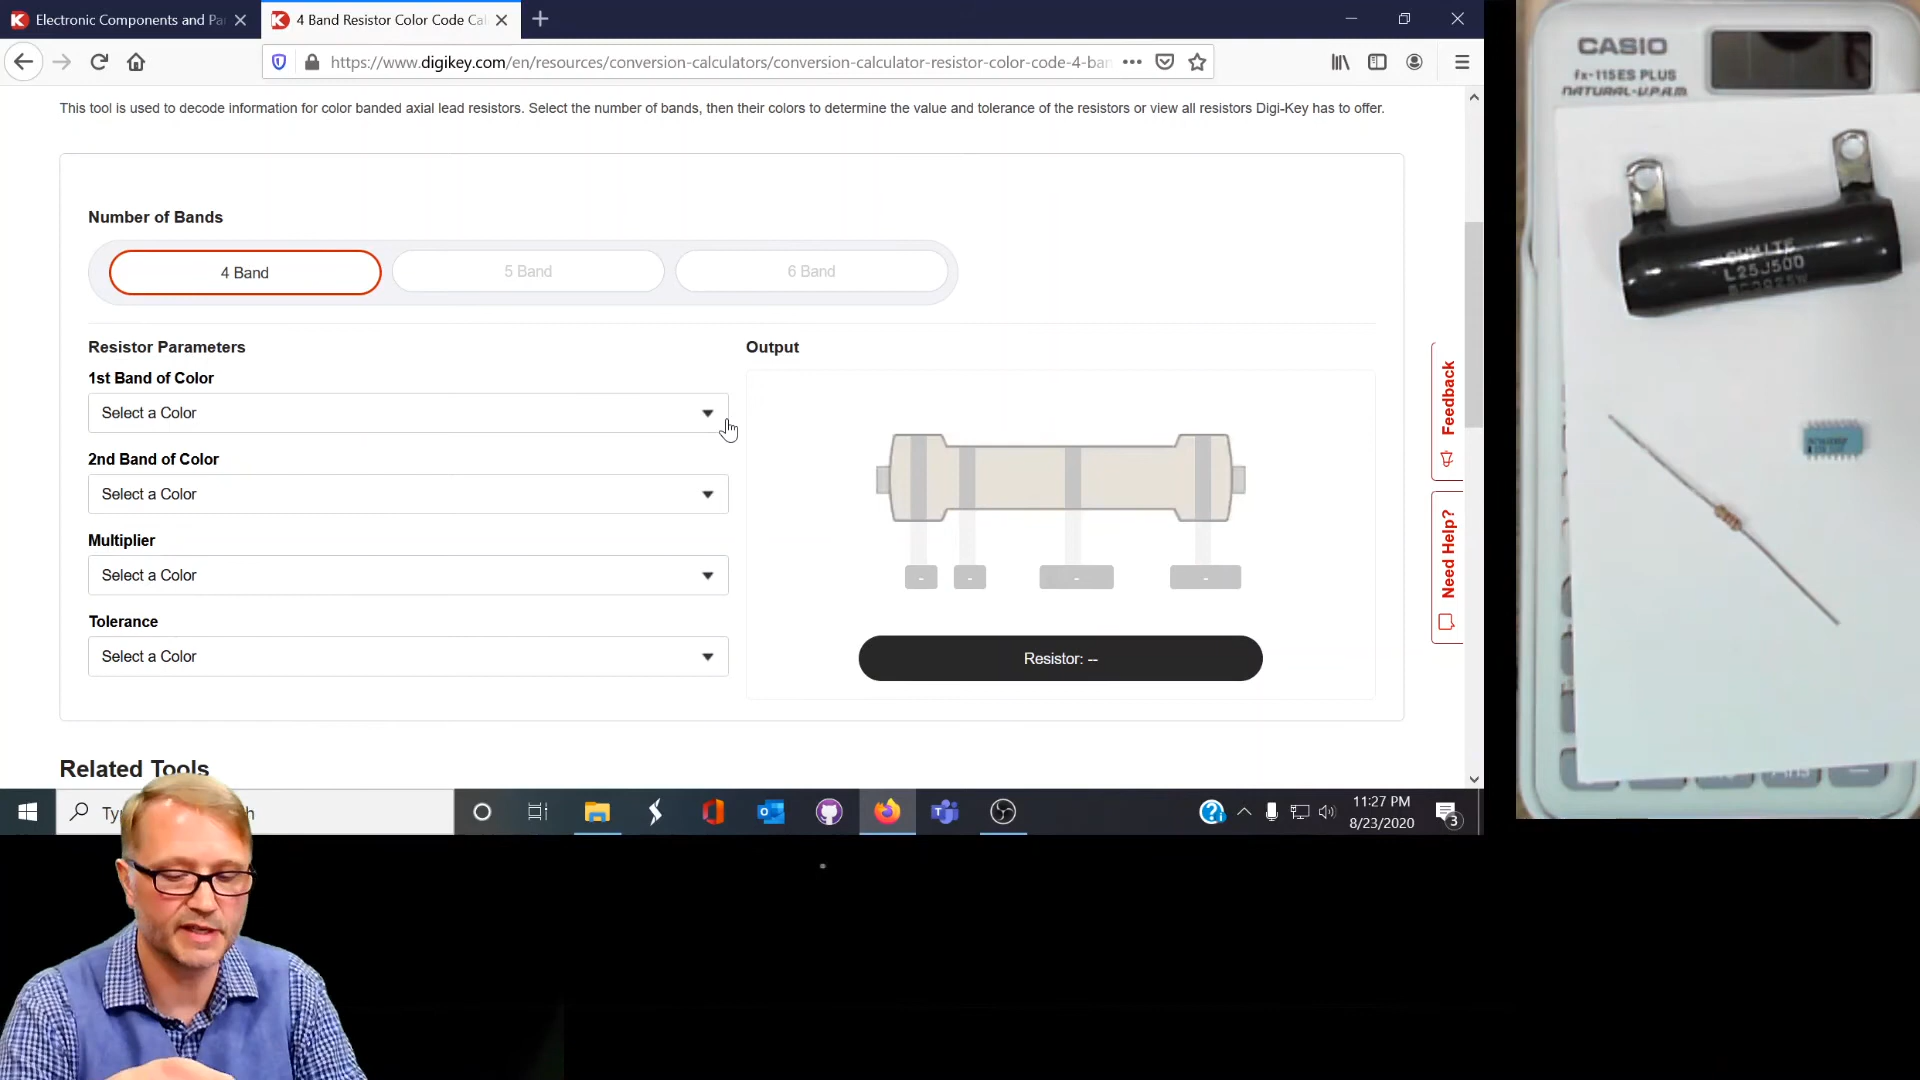 Electronic Components and Pa
4 Band Resistor Color Code Ca
https://www.digikey.com/en/resources/conversion-calculators/conversion-calculator-resistor-color-code-4-ban
This tool is used to decode information for color banded axial lead resistors. Select the number of bands, then their colors to determine the value and tolerance of the resistors or view all resistors Digi-Key has to offer.
Number of Bands
4 Band
5 Band
6 Band
Resistor Parameters
Output
1st Band of Color
Select a Color
2nd Band of Color
Select a Color
Multiplier
Select a Color
Tolerance
Select a Color
-
-
-
-
Resistor: --
Feedback
Need Help?
Related Tools
Ty
h
11:27 PM
8/23/2020
3
CASIO
fx-115ES PLUS
NATURAL-V.P.A.M.
OHMITE
L25J500